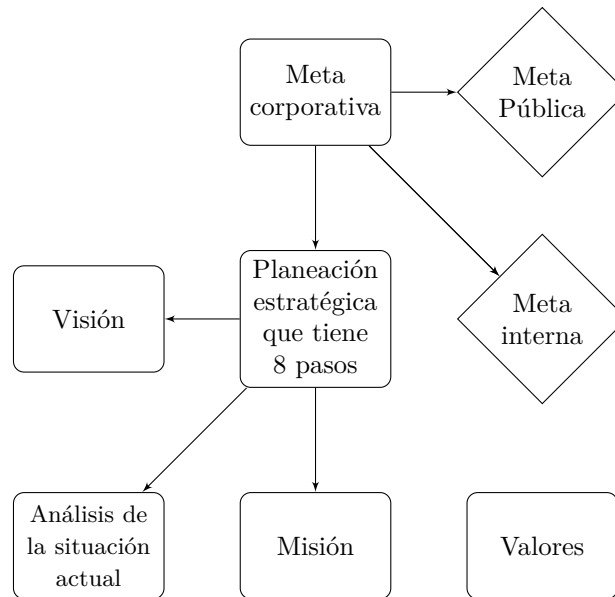 Meta
corporativa
Meta
Pública
Planeación
estratégica
que tiene
8 pasos
Visión
Meta
interna
Análisis de
la situación
actual
Misión
Valores